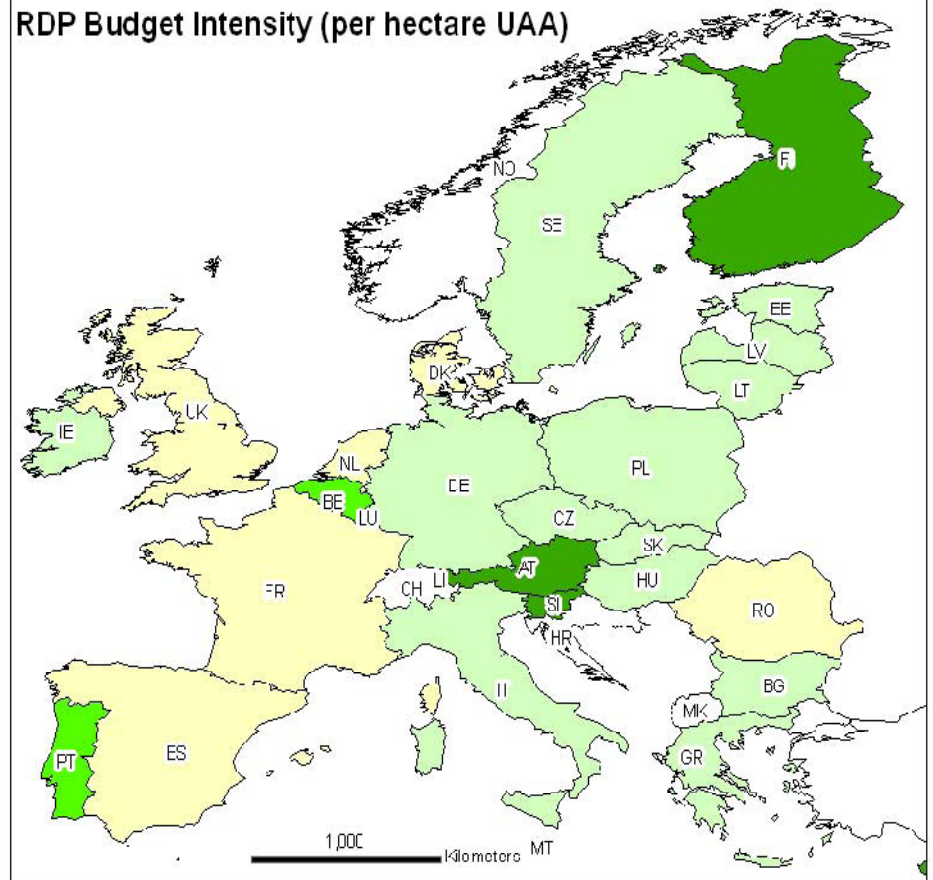 RDP Budget Intensity (per hectare UAA)
NO
FI
SE
EE
LV
LT
DK
UK
IE
NL
PL
DE
BE
LU
CZ
SK
AT
LI
CH
HU
FR
SI
RO
HR
IT
BG
MK
GR
ES
PT
1,000
Kilometers
MT